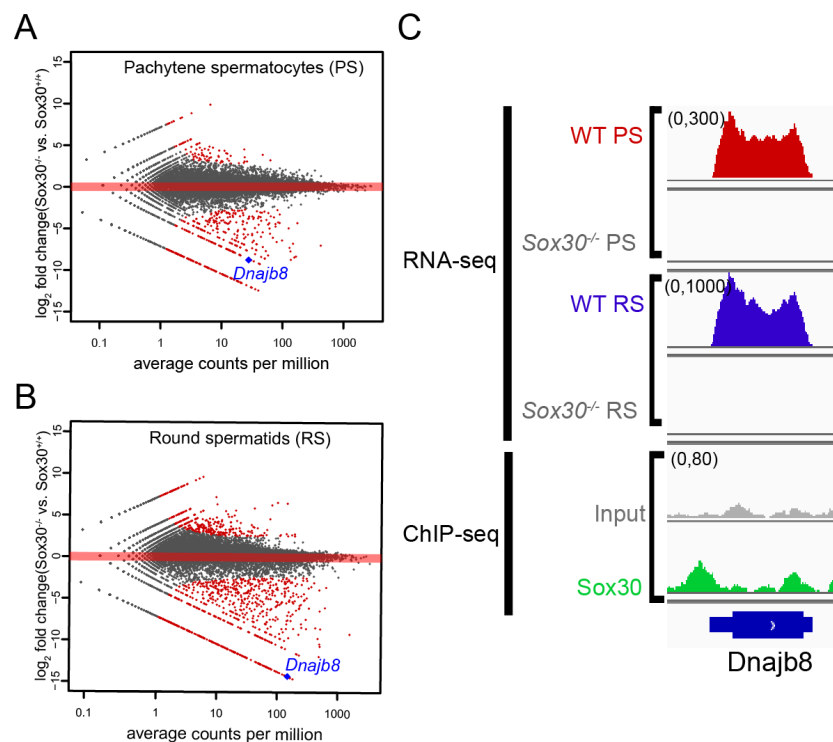 A
Pachytene spermatocytes (PS)
log2 fold change(Sox30-/- vs. Sox30+/+)
15
10
5
0
−5
−10
−15
Dnajb8
0.1 1 10 100 1000
average counts per million
B
Round spermatids (RS)
log2 fold change(Sox30-/- vs. Sox30+/+)
15
10
5
0
−5
−10
−15
Dnajb8
0.1 1 10 100 1000
average counts per million
C
RNA-seq
WT PS
(0,300)
Sox30-/- PS
WT RS
(0,1000)
Sox30-/- RS
ChIP-seq
(0,80)
Input
Sox30
Dnajb8